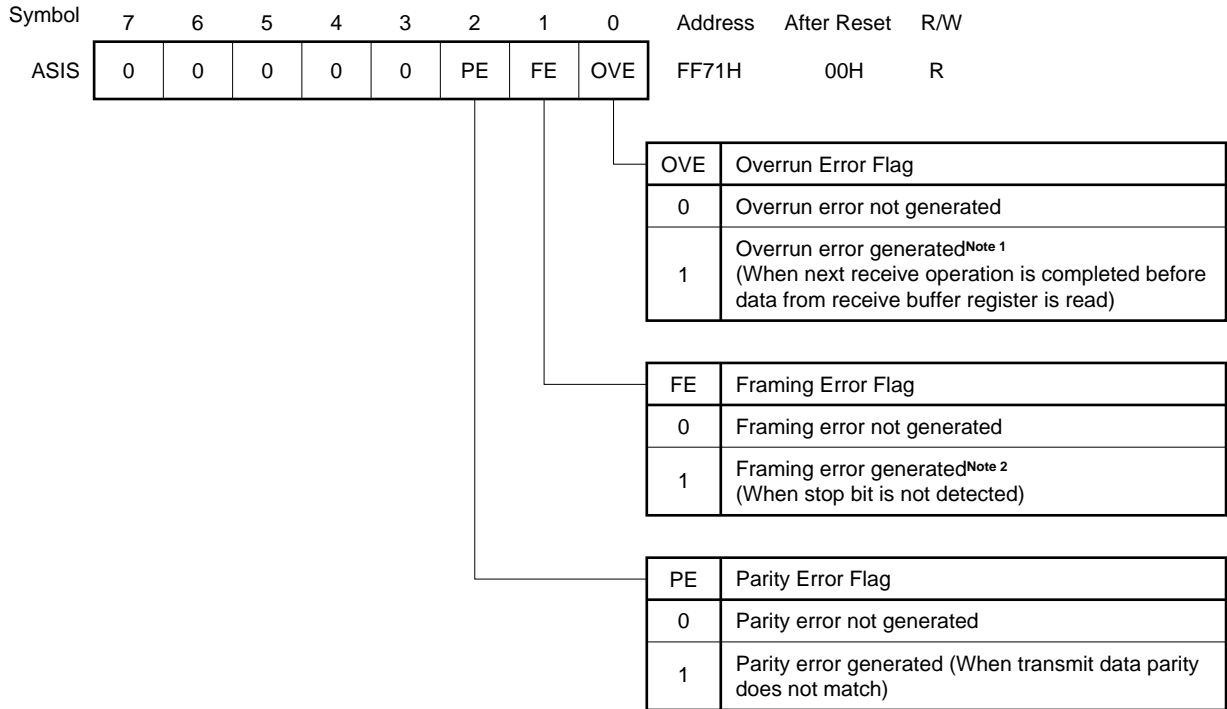 Symbol 7 6 5 4 3 2 1 0 Address After Reset R/W
ASIS 0 0 0 0 0 PE FE OVE FF71H 00H R
OVE Overrun Error Flag
0 Overrun error not generated
1 Overrun error generatedNote 1
(When next receive operation is completed before
data from receive buffer register is read)
FE Framing Error Flag
0 Framing error not generated
1 Framing error generatedNote 2
(When stop bit is not detected)
PE Parity Error Flag
0 Parity error not generated
1 Parity error generated (When transmit data parity
does not match)